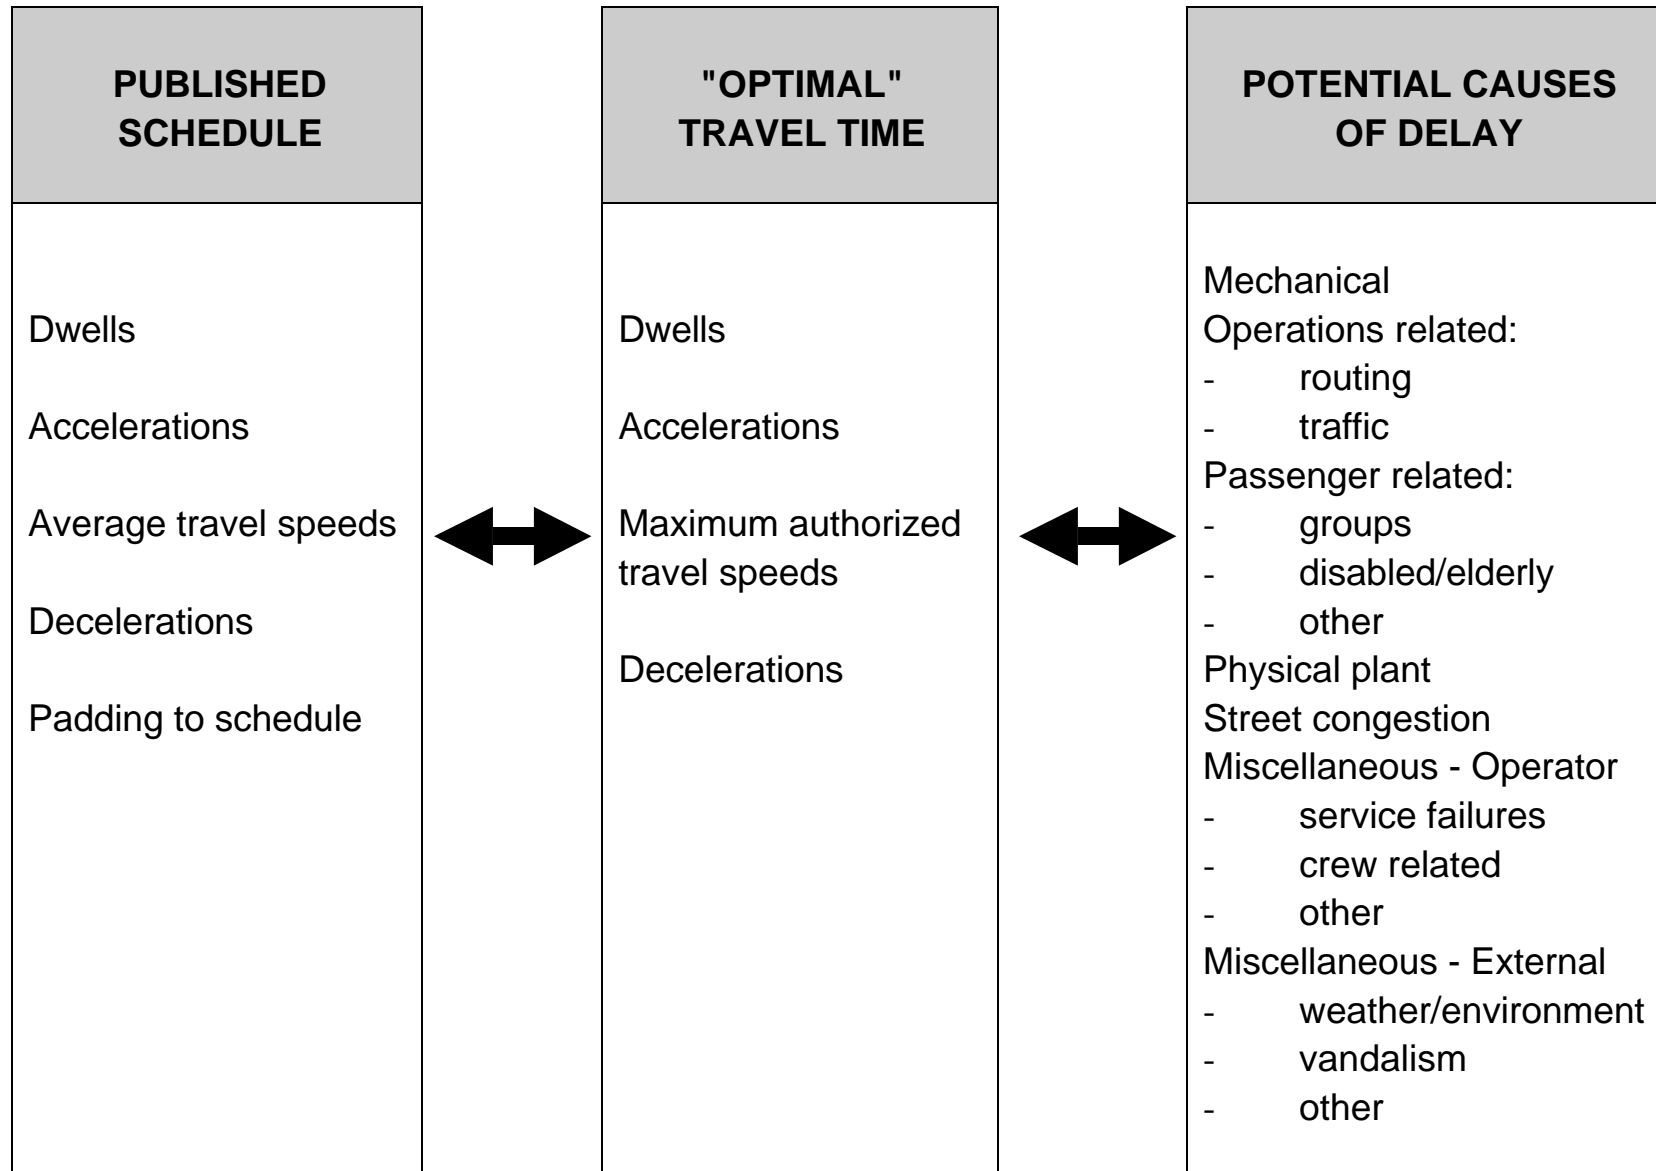 PUBLISHED
SCHEDULE
Dwells
Accelerations
Average travel speeds
Decelerations
Padding to schedule
"OPTIMAL"
TRAVEL TIME
Dwells
Accelerations
Maximum authorized
travel speeds
Decelerations
POTENTIAL CAUSES
OF DELAY
Mechanical
Operations related:
- routing
- traffic
Passenger related:
- groups
- disabled/elderly
- other
Physical plant
Street congestion
Miscellaneous - Operator
- service failures
- crew related
- other
Miscellaneous - External
- weather/environment
- vandalism
- other